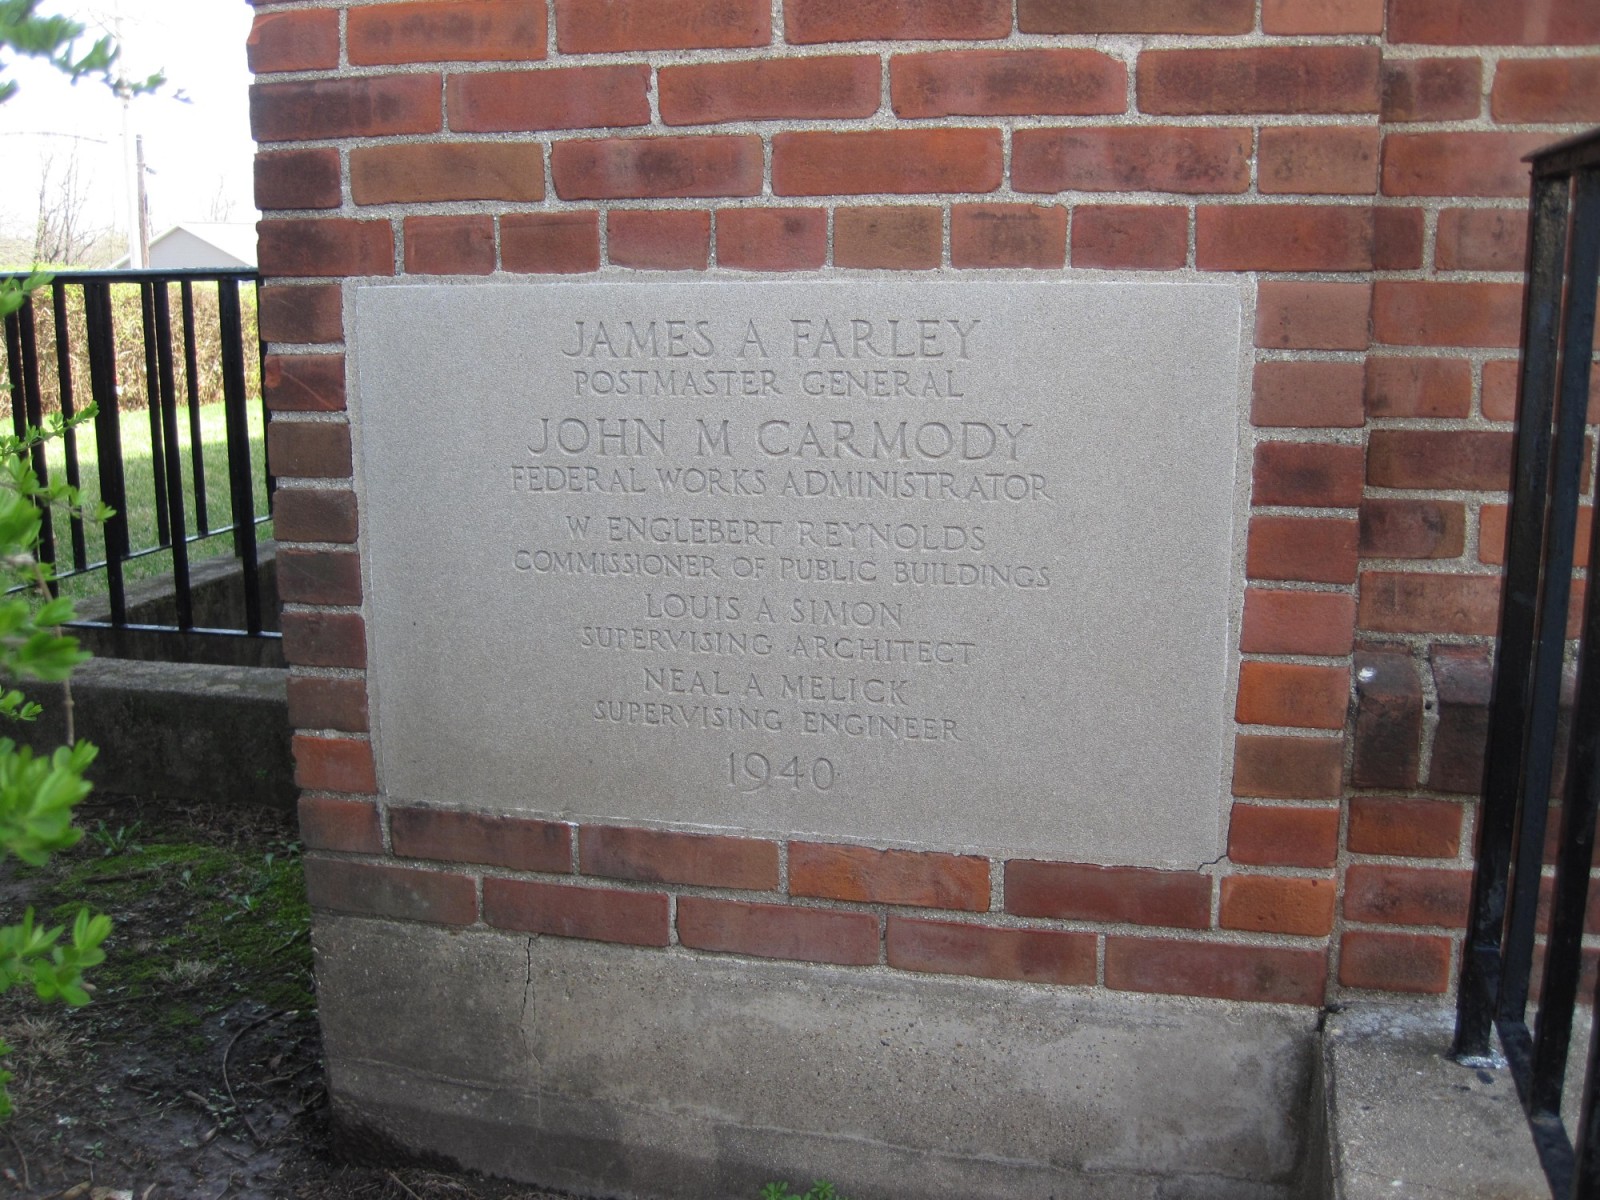 JAMES A FARLEY
POSTMASTER GENERAL
JOHN M CARMODY
FEDERAL WORKS ADMINISTRATOR
W ENGLEBERT REYNOLDS
COMMISSIONER OF PUBLIC BUILDINGS
LOUIS A SIMON
SUPERVISING ARCHITECT
NEAL A MELICK
SUPERVISING ENGINEER
1940